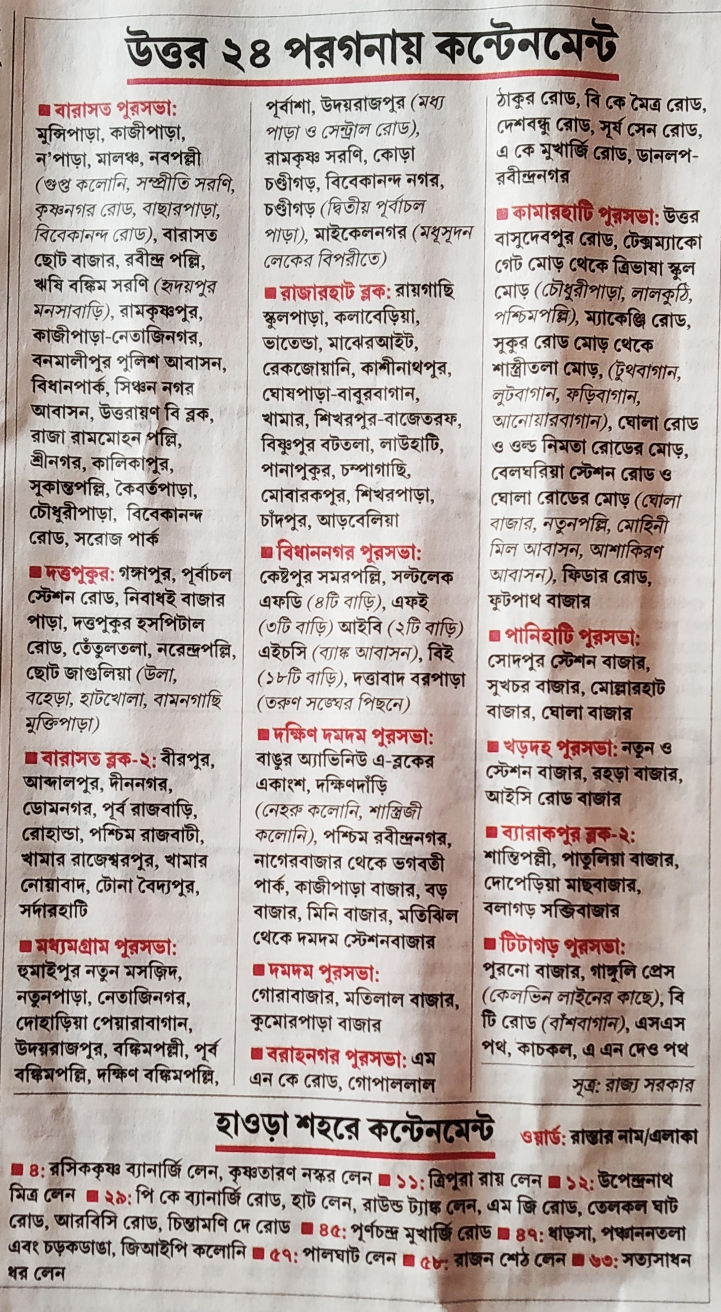 উত্তর ২৪ পরগনায় কন্টেনমেন্ট
■ বারাসত পুরসভা:
মুন্সিপাড়া, কাজীপাড়া,
ন'পাড়া, মালঞ্চ, নবপল্লী
(গুপ্ত কলোনি, সম্প্রীতি সরণি,
কৃষ্ণনগর রোড, বাছারপাড়া,
বিবেকানন্দ রোড), বারাসত
ছোট বাজার, রবীন্দ্র পল্লি,
ঋষি বঙ্কিম সরণি (হৃদয়পুর
মনসাবাড়ি), রামকৃষ্ণপুর,
কাজীপাড়া-নেতাজিনগর,
বনমালীপুর পুলিশ আবাসন,
বিধানপার্ক, সিঞ্চন নগর
আবাসন, উত্তরায়ণ বি ব্লক,
রাজা রামমোহন পল্লি,
শ্রীনগর, কালিকাপুর,
সুকান্তপল্লি, কৈবর্তপাড়া,
চৌধুরীপাড়া, বিবেকানন্দ
রোড, সরোজ পার্ক
■ দত্তপুকুর: গঙ্গাপুর, পূর্বাচল
স্টেশন রোড, নিবাধই বাজার
পাড়া, দত্তপুকুর হসপিটাল
রোড, তেঁতুলতলা, নরেন্দ্রপল্লি,
ছোট জাগুলিয়া (উলা,
বহেড়া, হাটখোলা, বামনগাছি
মুক্তিপাড়া)
■ বারাসত ব্লক-২: বীরপুর,
আব্দালপুর, দীননগর,
ডোমনগর, পূর্ব রাজবাড়ি,
রোহান্ডা, পশ্চিম রাজবাটী,
খামার রাজেশ্বরপুর, খামার
নোয়াবাদ, টোনা বৈদ্যপুর,
সর্দারহাটি
■ মধ্যমগ্রাম পুরসভা:
হুমাইপুর নতুন মসজিদ,
নতুনপাড়া, নেতাজিনগর,
দোহাড়িয়া পেয়ারাবাগান,
উদয়রাজপুর, বঙ্কিমপল্লী, পূর্ব
বঙ্কিমপল্লি, দক্ষিণ বঙ্কিমপল্লি,
পূর্বাশা, উদয়রাজপুর (মধ্য
পাড়া ও সেন্ট্রাল রোড),
রামকৃষ্ণ সরণি, কোড়া
চণ্ডীগড়, বিবেকানন্দ নগর,
চণ্ডীগড় (দ্বিতীয় পূর্বাচল
পাড়া), মাইকেলনগর (মধুসূদন
লেকের বিপরীতে)
■ রাজারহাট ব্লক: রায়গাছি
স্কুলপাড়া, কলাবেড়িয়া,
ভাতেন্ডা, মাঝেরআইট,
রেকজোয়ানি, কাশীনাথপুর,
ঘোষপাড়া-বাবুরবাগান,
খামার, শিখরপুর-বাজেতরফ,
বিষ্ণুপুর বটতলা, লাউহাটি,
পানাপুকুর, চম্পাগাছি,
মোবারকপুর, শিখরপাড়া,
চাঁদপুর, আড়বেলিয়া
■ বিধাননগর পুরসভা:
কেষ্টপুর সমরপল্লি, সল্টলেক
এফডি (৪টি বাড়ি), এফই
(৩টি বাড়ি) আইবি (২টি বাড়ি)
এইচসি (ব্যাঙ্ক আবাসন), বিই
(১৮টি বাড়ি), দত্তাবাদ বরপাড়া
(তরুণ সঙ্ঘের পিছনে)
■ দক্ষিণ দমদম পুরসভা:
বাঙুর অ্যাভিনিউ এ-ব্লকের
একাংশ, দক্ষিণদাঁড়ি
(নেহরু কলোনি, শাস্ত্রিজী
কলোনি), পশ্চিম রবীন্দ্রনগর,
নাগেরবাজার থেকে ভগবতী
পার্ক, কাজীপাড়া বাজার, বড়
বাজার, মিনি বাজার, মতিঝিল
থেকে দমদম স্টেশনবাজার
■ দমদম পুরসভা:
গোরাবাজার, মতিলাল বাজার,
কুমোরপাড়া বাজার
■ বরাহনগর পুরসভা: এম
এন কে রোড, গোপাললাল
ঠাকুর রোড, বি কে মৈত্র রোড,
দেশবন্ধু রোড, সূর্য সেন রোড,
এ কে মুখার্জি রোড, ডানলপ-
রবীন্দ্রনগর
■ কামারহাটি পুরসভা: উত্তর
বাসুদেবপুর রোড, টেক্সম্যাকো
গেট মোড় থেকে ত্রিভাষা স্কুল
মোড় (চৌধুরীপাড়া, লালকুঠি,
পশ্চিমপল্লি), ম্যাকেঞ্জি রোড,
সুকুর রোড মোড় থেকে
শাস্ত্রীতলা মোড়, (টুথবাগান,
লুটবাগান, ফড়িবাগান,
আনোয়ারবাগান), ঘোলা রোড
ও ওল্ড নিমতা রোডের মোড়,
বেলঘরিয়া স্টেশন রোড ও
ঘোলা রোডের মোড় (ঘোলা
বাজার, নতুনপল্লি, মোহিনী
মিল আবাসন, আশাকিরণ
আবাসন), ফিডার রোড,
ফুটপাথ বাজার
■ পানিহাটি পুরসভা:
সোদপুর স্টেশন বাজার,
সুখচর বাজার, মোল্লারহাট
বাজার, ঘোলা বাজার
■ খড়দহ পুরসভা: নতুন ও
স্টেশন বাজার, রহড়া বাজার,
আইসি রোড বাজার
■ ব্যারাকপুর ব্লক-২:
শান্তিপল্লী, পাতুলিয়া বাজার,
দোপেড়িয়া মাছবাজার,
বলাগড় সব্জিবাজার
■ টিটাগড় পুরসভা:
পুরনো বাজার, গাঙ্গুলি প্রেস
(কেলভিন লাইনের কাছে), বি
টি রোড (বাঁশবাগান), এসএস
পথ, কাচকল, এ এন দেও পথ
সূত্র: রাজ্য সরকার
হাওড়া শহরে কন্টেনমেন্ট ওয়ার্ড: রাস্তার নাম/এলাকা
■ ৪: রসিককৃষ্ণ ব্যানার্জি লেন, কৃষ্ণতারণ নস্কর লেন ■ ১১: ত্রিপুরা রায় লেন ■ ১২: উপেন্দ্রনাথ
মিত্র লেন ■ ২৯: পি কে ব্যানার্জি রোড, হাট লেন, রাউন্ড ট্যাঙ্ক লেন, এম জি রোড, তেলকল ঘাট
রোড, আরবিসি রোড, চিন্তামণি দে রোড ■ ৪৫: পূর্ণচন্দ্র মুখার্জি রোড ■ ৪৭: ধাড়সা, পঞ্চাননতলা
এবং চড়কডাঙা, জিআইপি কলোনি ■ ৫৭: পালঘাট লেন ■ ৫৮: রাজন শেঠ লেন ■ ৬৩: সত্যসাধন
ধর লেন